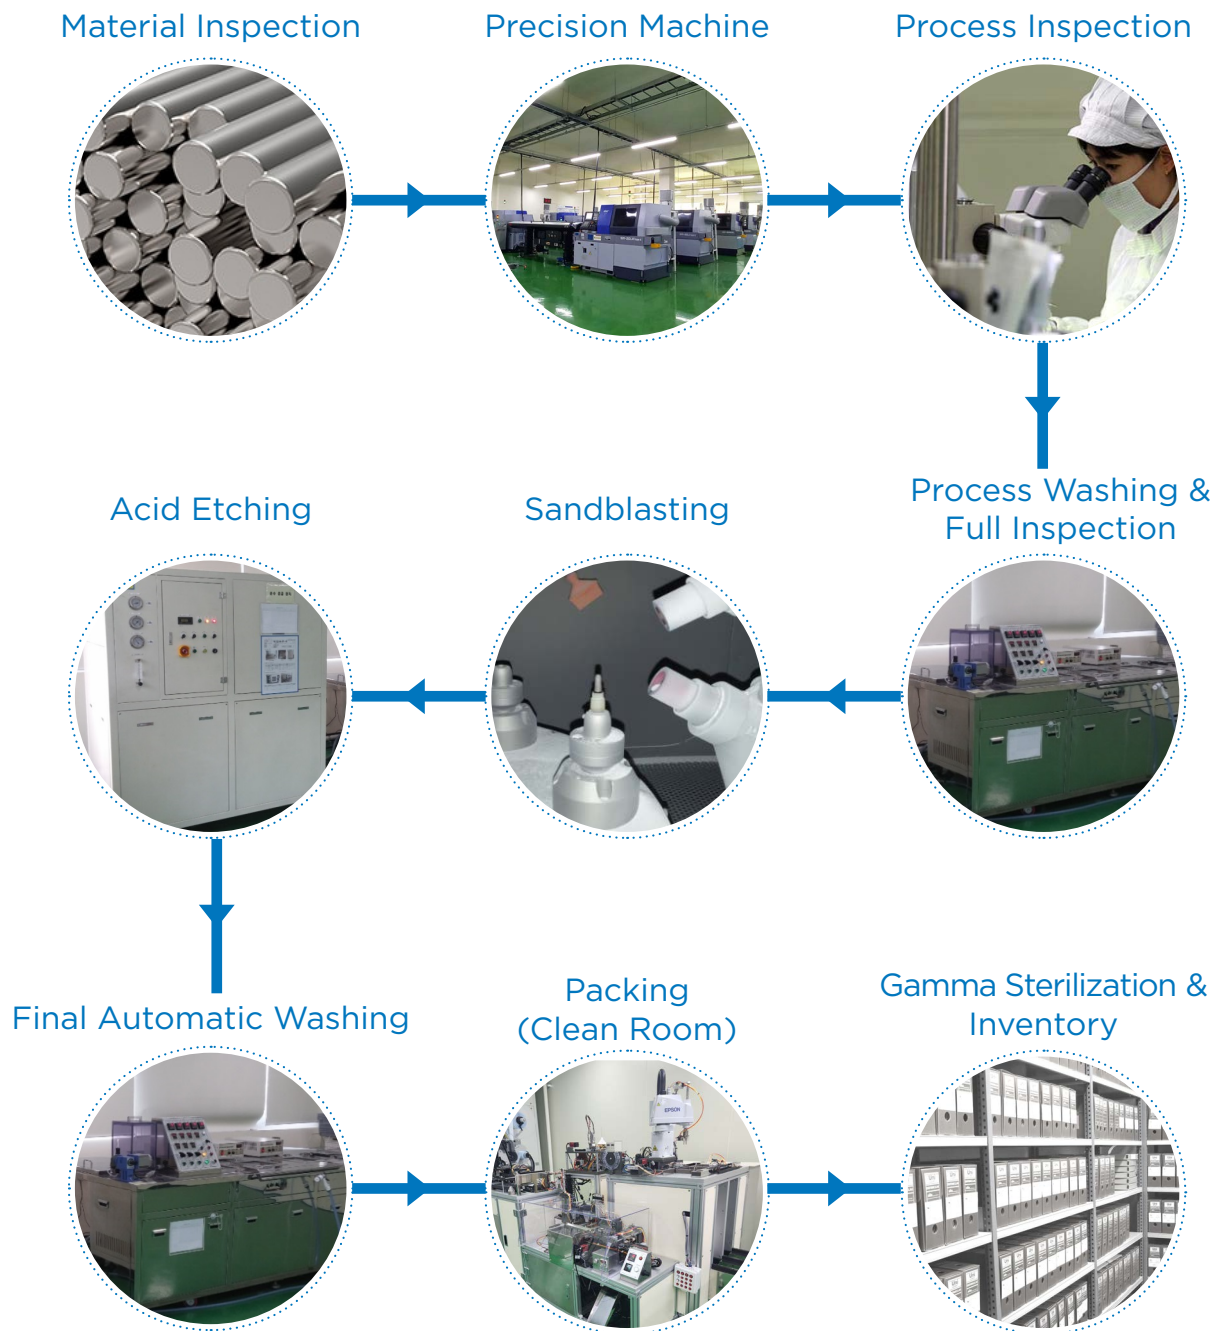 Material Inspection
Precision Machine
Process Inspection
Process Washing &
Full Inspection
Sandblasting
Acid Etching
Final Automatic Washing
Packing
(Clean Room)
EPSON
Gamma Sterilization &
Inventory